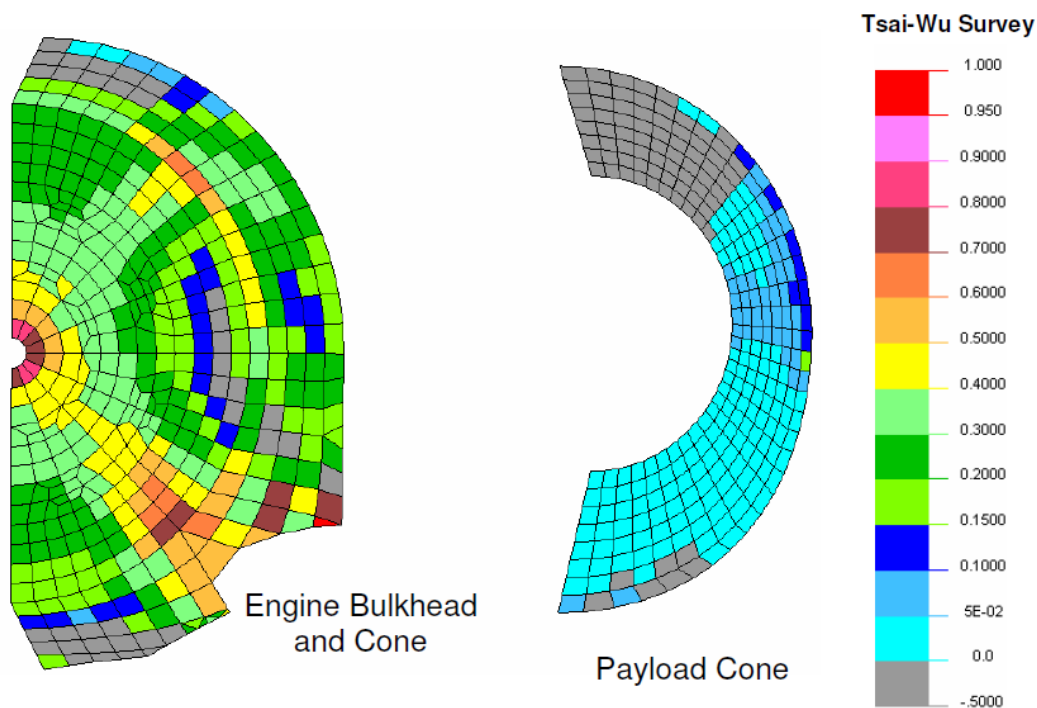 Tsai-Wu Survey
1.000
0.950
0.9000
0.8000
0.7000
0.6000
0.5000
0.4000
0.3000
0.2000
0.1500
0.1000
5E-02
0.0
-.5000
Engine Bulkhead
and Cone
Payload Cone